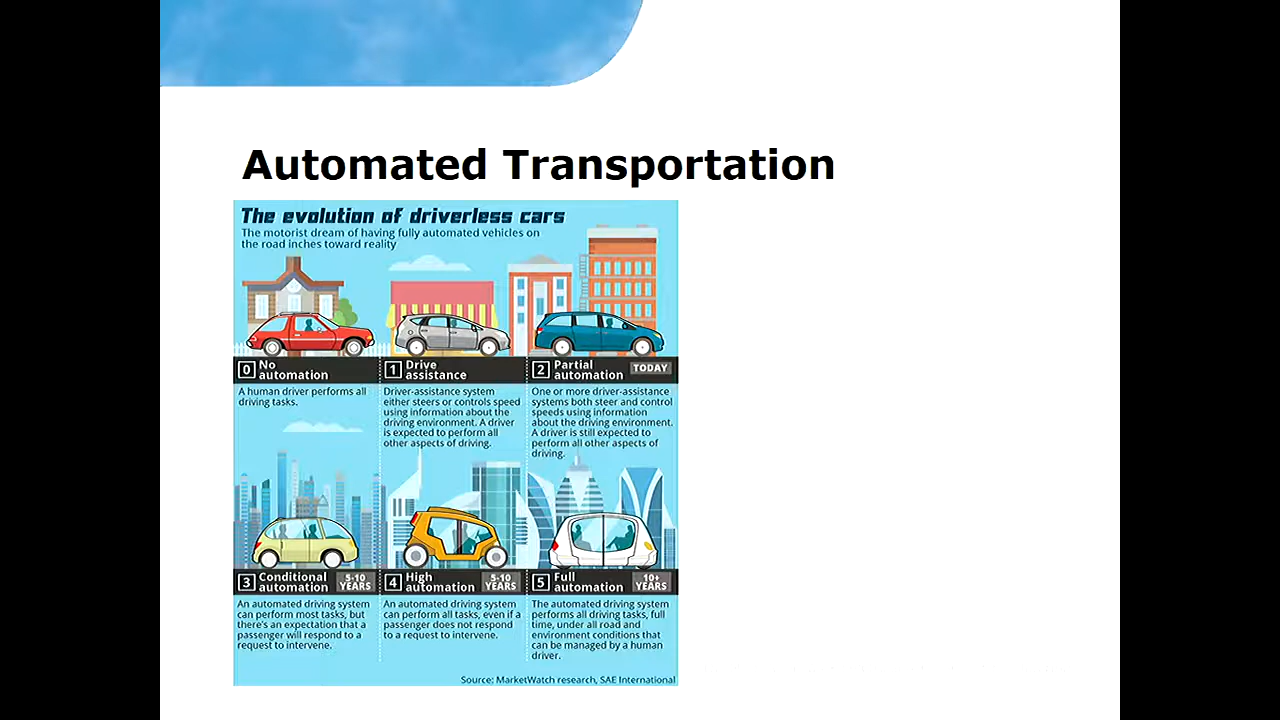 Automated Transportation
The evolution of driverless cars
The motorist dream of having fully automated vehicles on
the road inches toward reality
0 No
automation
A human driver performs all
driving tasks.
1 Drive
assistance
Driver-assistance system
either steers or controls speed
using information about the
driving environment. A driver
is expected to perform all
other aspects of driving.
2 Partial
automation
TODAY
One or more driver-assistance
systems both steer and control
speeds using information
about the driving environment.
A driver is still expected to
perform all other aspects of
driving.
3 Conditional
automation
5-10
YEARS
An automated driving system
can perform most tasks, but
there's an expectation that a
passenger will respond to a
request to intervene.
4 High
automation
5-10
YEARS
An automated driving system
can perform all tasks, even if a
passenger does not respond
to a request to intervene.
5 Full
automation
10+
YEARS
The automated driving system
performs all driving tasks, full
time, under all road and
environment conditions that
can be managed by a human
driver.
Source: MarketWatch research, SAE International